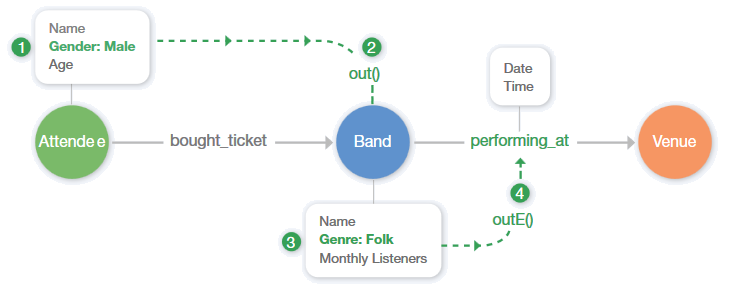 1
Name
Gender: Male
Age
2
out()
Date
Time
Attendee
bought_ticket
Band
performing_at
Venue
4
outE()
3
Name
Genre: Folk
Monthly Listeners